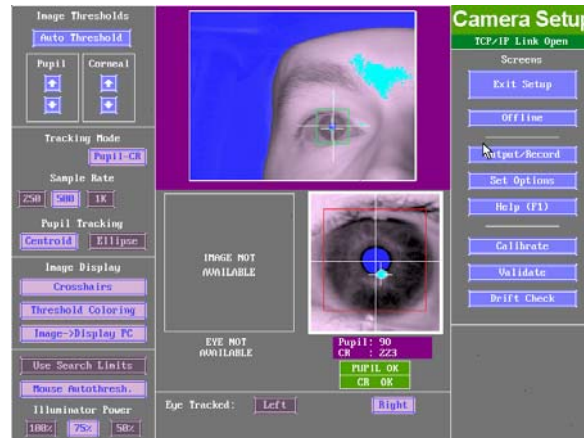 Image Thresholds
Auto Threshold
Pupil Corneal
Tracking Mode
Pupil-CR
Sample Rate
250 500 1K
Pupil Tracking
Centroid Ellipse
Image Display
Crosshairs
Threshold Coloring
Image->Display PC
Use Search Limits
Mouse Autothresh.
Illuminator Power
100% 75% 50%
IMAGE NOT
AVAILABLE
EYE NOT
AVAILABLE
Pupil: 90
CR : 223
PUPIL OK
CR OK
Eye Tracked: Left Right
Camera Setup
TCP/IP Link Open
Screens
Exit Setup
Offline
Output/Record
Set Options
Help (F1)
Calibrate
Validate
Drift Check